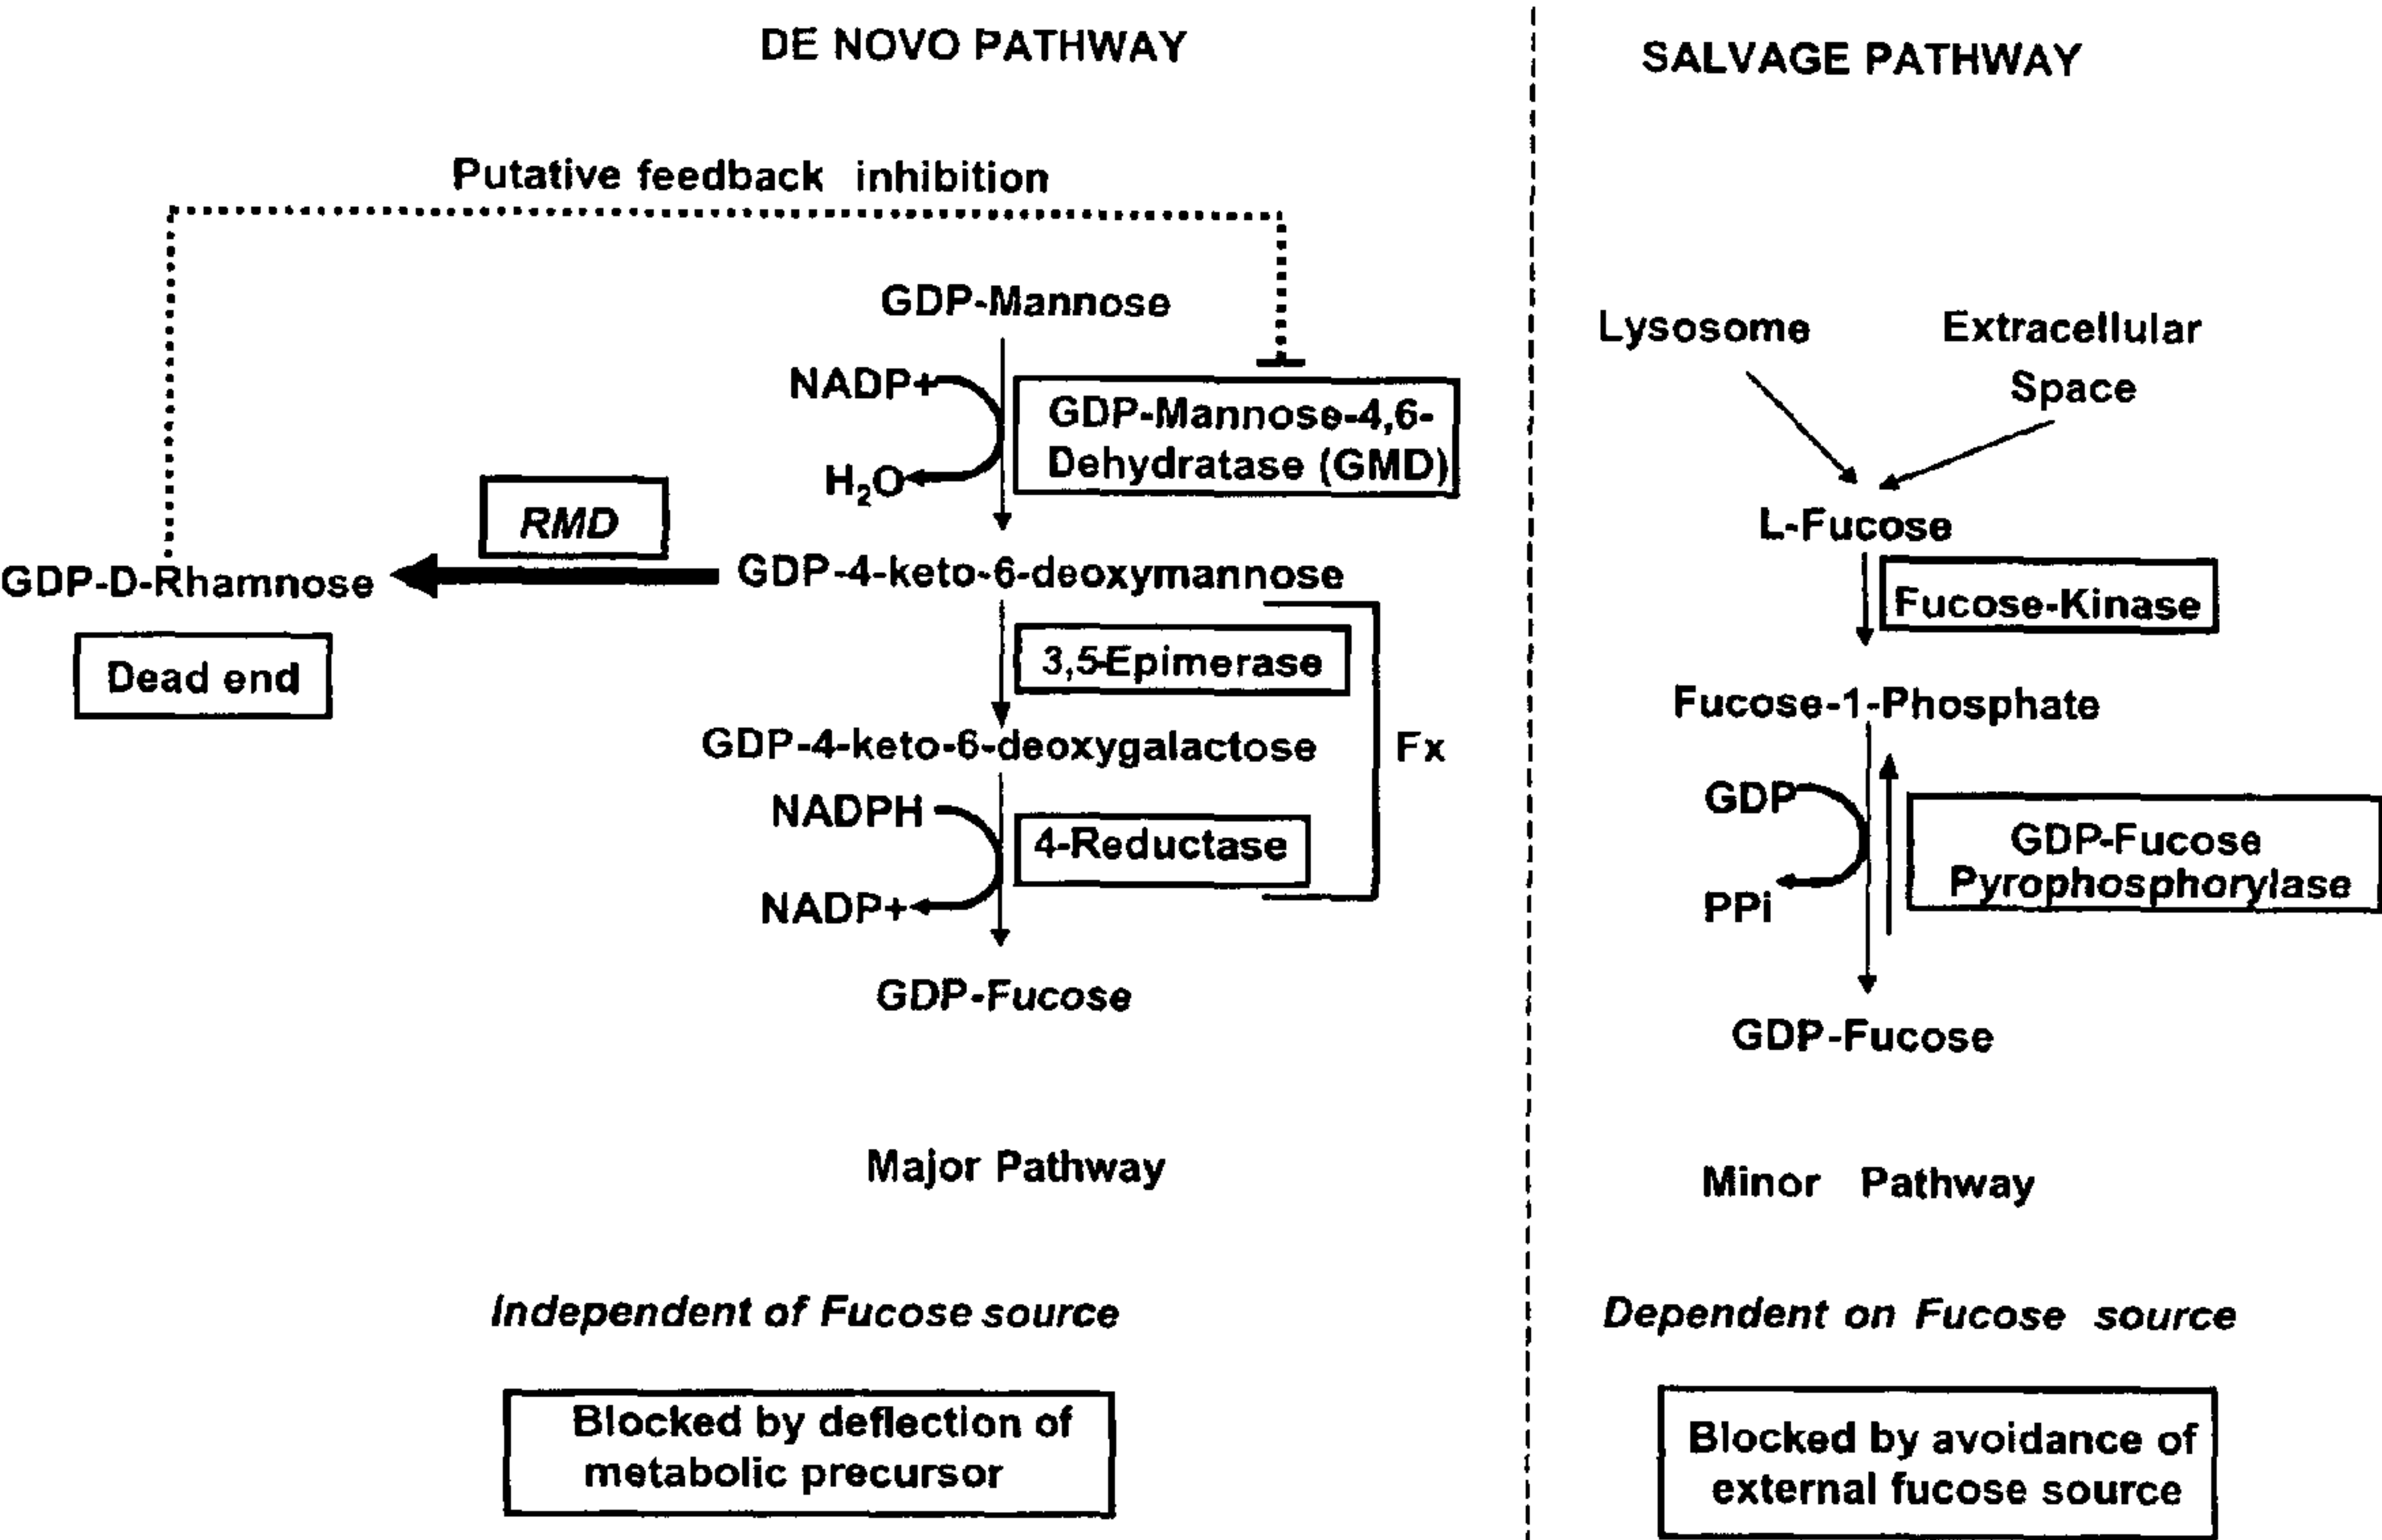 DE NOVO PATHWAY
Putative feedback inhibition
GDP-Mannose
NADP+
GDP-Mannose-4,6-
Dehydratase (GMD)
H₂O
RMD
GDP-D-Rhamnose
GDP-4-keto-6-deoxymannose
Dead end
3,5-Epimerase
GDP-4-keto-6-deoxygalactose
Fx
NADPH
4-Reductase
NADP+
GDP-Fucose
Major Pathway
Independent of Fucose source
Blocked by deflection of
metabolic precursor
SALVAGE PATHWAY
Lysosome
Extracellular
Space
L-Fucose
Fucose-Kinase
Fucose-1-Phosphate
GDP
GDP-Fucose
Pyrophosphorylase
PPi
GDP-Fucose
Minor Pathway
Dependent on Fucose source
Blocked by avoidance of
external fucose source